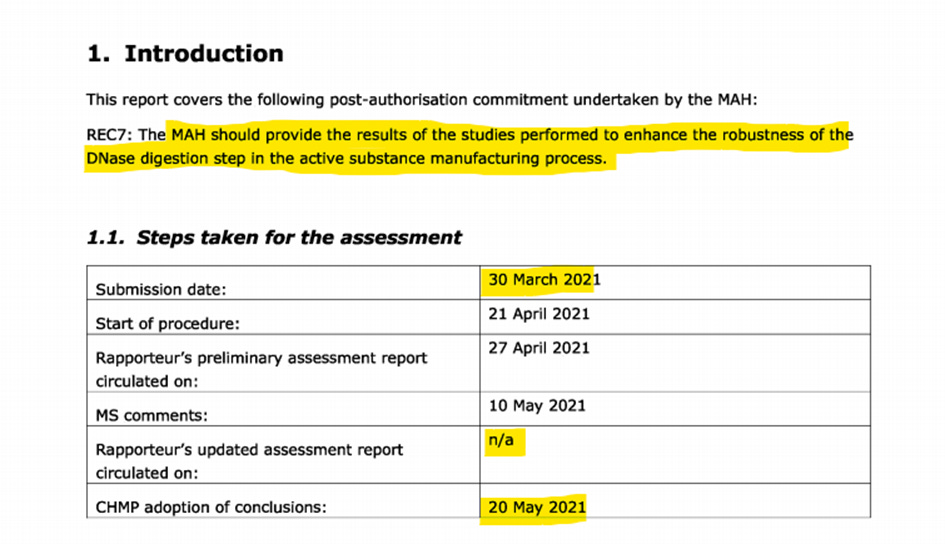 1. Introduction
This report covers the following post-authorisation commitment undertaken by the MAH:
REC7: The MAH should provide the results of the studies performed to enhance the robustness of the
DNase digestion step in the active substance manufacturing process.
1.1. Steps taken for the assessment
Submission date: 30 March 2021
Start of procedure: 21 April 2021
Rapporteur’s preliminary assessment report 27 April 2021
circulated on:
MS comments: 10 May 2021
Rapporteur’s updated assessment report n/a
circulated on:
CHMP adoption of conclusions: 20 May 2021